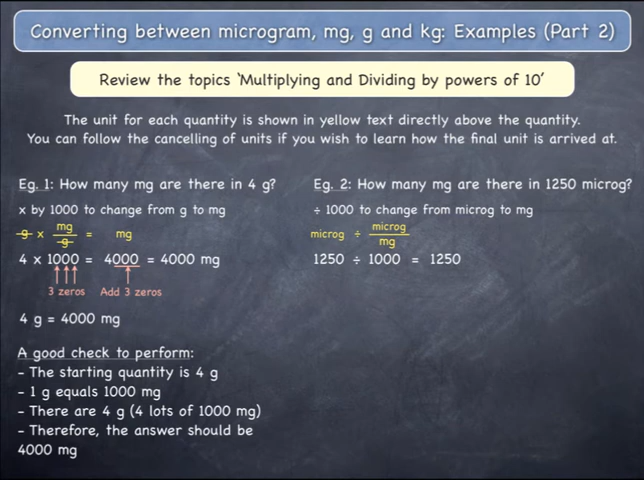 Converting between microgram, mg, g and kg: Examples (Part 2)
Review the topics 'Multiplying and Dividing by powers of 10'
The unit for each quantity is shown in yellow text directly above the quantity.
You can follow the cancelling of units if you wish to learn how the final unit is arrived at.
Eg. 1: How many mg are there in 4 g?
x by 1000 to change from g to mg
g x mg/g = mg
4 x 1000 = 4000 = 4000 mg
3 zeros Add 3 zeros
4 g = 4000 mg
A good check to perform:
- The starting quantity is 4 g
- 1 g equals 1000 mg
- There are 4 g (4 lots of 1000 mg)
- Therefore, the answer should be
4000 mg
Eg. 2: How many mg are there in 1250 microg?
÷ 1000 to change from microg to mg
microg ÷ microg/mg
1250 ÷ 1000 = 1250